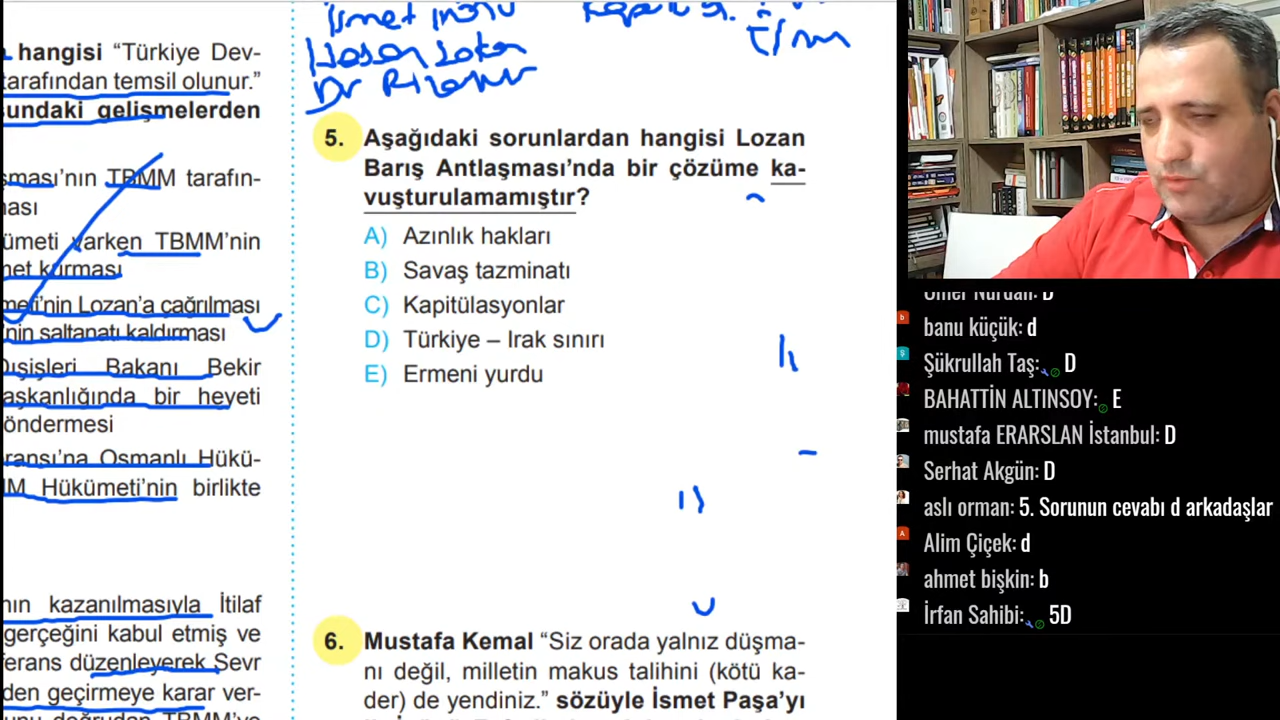 hangisi “Türkiye Dev-
tarafından temsil olunur.”
sundaki gelişmelerden
şması’nın TBMM tarafın-
ması
ümeti varken TBMM’nin
met kurması
meti’nin Lozan’a çağrılması
’nin saltanatı kaldırması
Dışişleri Bakanı Bekir
aşkanlığında bir heyeti
öndermesi
ransı’na Osmanlı Hükü-
MM Hükümeti’nin birlikte
nın kazanılmasıyla İtilaf
gerçeğini kabul etmiş ve
ferans düzenleyerek Sevr
den geçirmeye karar ver-
İsmet İnönü
Hasan Saka
Dr Rıza Nur
5. Aşağıdaki sorunlardan hangisi Lozan
Barış Antlaşması’nda bir çözüme ka-
vuşturulamamıştır?
A) Azınlık hakları
B) Savaş tazminatı
C) Kapitülasyonlar
D) Türkiye – Irak sınırı
E) Ermeni yurdu
6. Mustafa Kemal “Siz orada yalnız düşma-
nı değil, milletin makus talihini (kötü ka-
der) de yendiniz.” sözüyle İsmet Paşa’yı
Ömer Nurdan: D
banu küçük: d
Şükrullah Taş: D
BAHATTİN ALTINSOY: E
mustafa ERARSLAN İstanbul: D
Serhat Akgün: D
aslı orman: 5. Sorunun cevabı d arkadaşlar
Alim Çiçek: d
ahmet bişkin: b
İrfan Sahibi: 5D